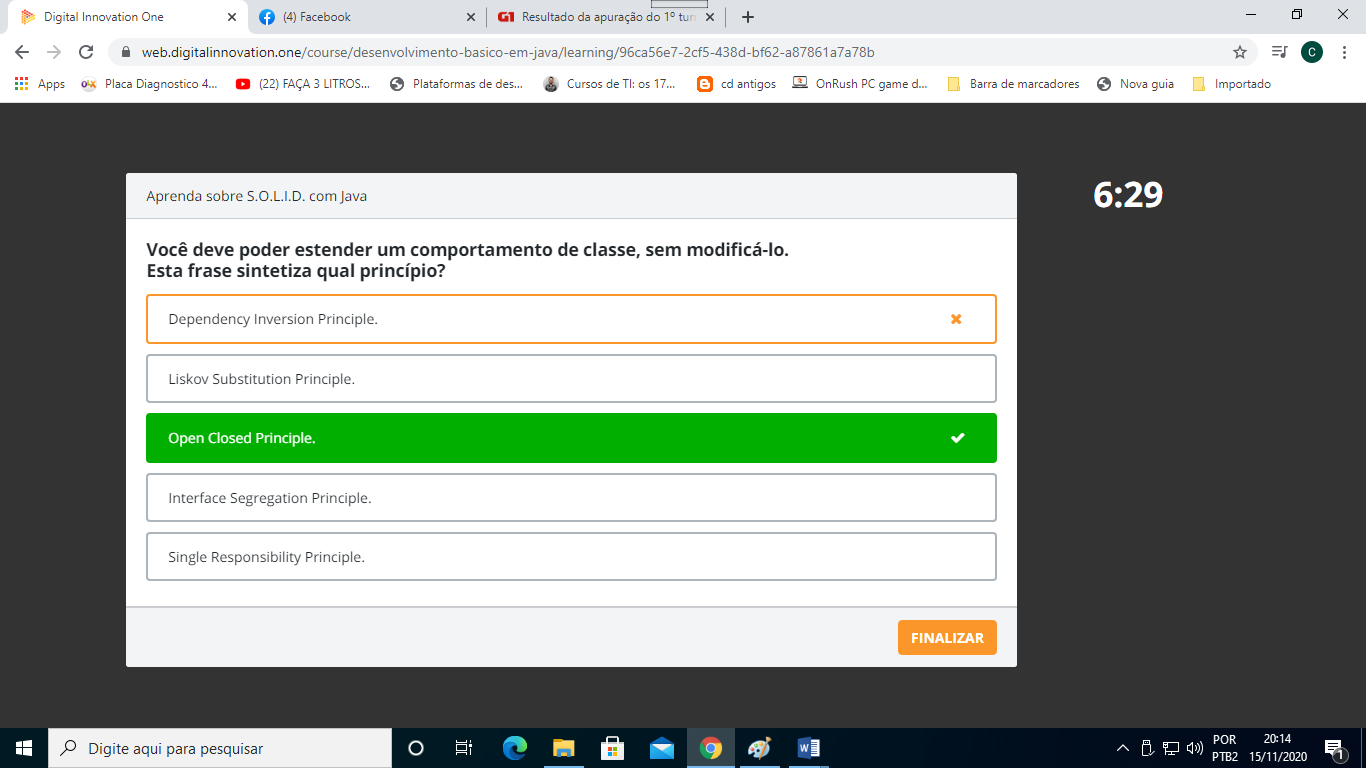 Digital Innovation One
(4) Facebook
G1 Resultado da apuração do 1º tur
web.digitalinnovation.one/course/desenvolvimento-basico-em-java/learning/96ca56e7-2cf5-438d-bf62-a87861a7a78b
C
Apps OLX Placa Diagnostico 4... (22) FAÇA 3 LITROS... Plataformas de des... Cursos de TI: os 17... cd antigos OnRush PC game d... Barra de marcadores Nova guia Importado
Aprenda sobre S.O.L.I.D. com Java
6:29
Você deve poder estender um comportamento de classe, sem modificá-lo.
Esta frase sintetiza qual princípio?
Dependency Inversion Principle.
Liskov Substitution Principle.
Open Closed Principle.
Interface Segregation Principle.
Single Responsibility Principle.
FINALIZAR
Digite aqui para pesquisar
W
POR
PTB2
20:14
15/11/2020
1